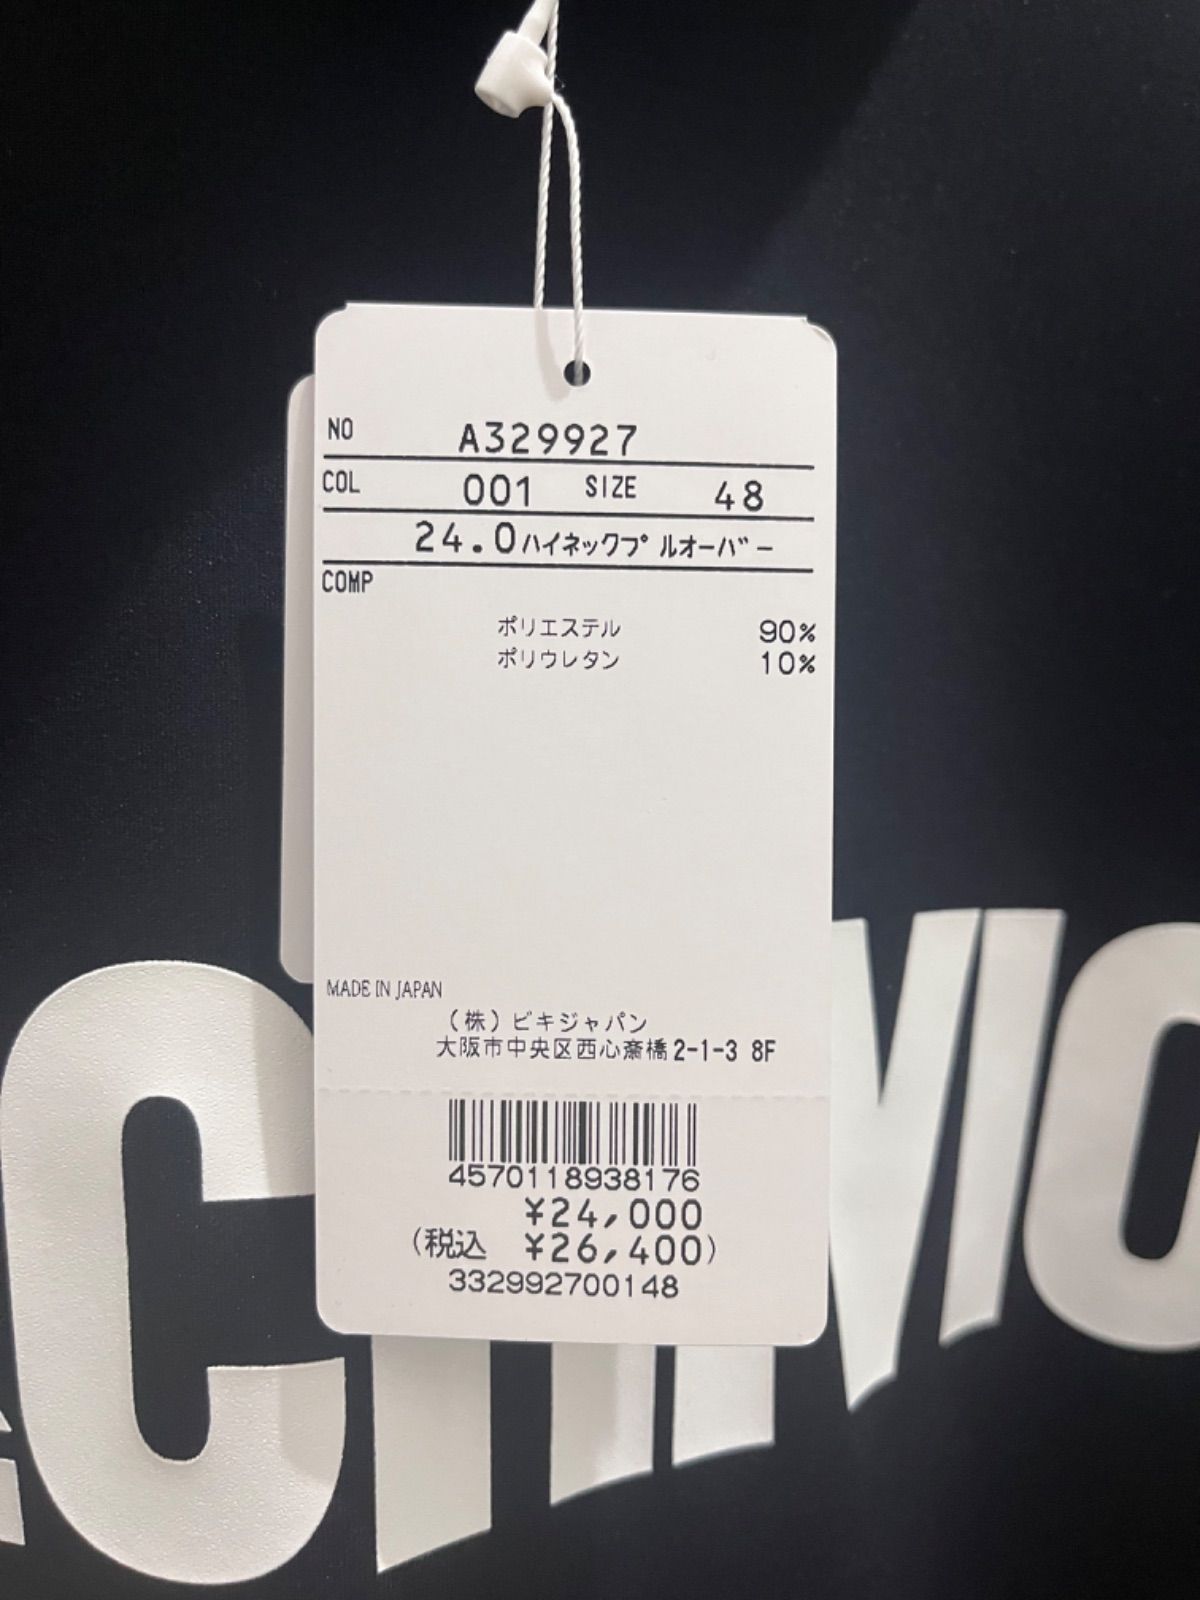 NO A329927
COL 001 SIZE 48
24.0ハイネックプルオーバー
COMP
ポリエステル 90%
ポリウレタン 10%
MADE IN JAPAN
(株)ビキジャパン
大阪市中央区西心斎橋2-1-3 8F
4570118938176
¥24,000
(税込 ¥26,400)
332992700148